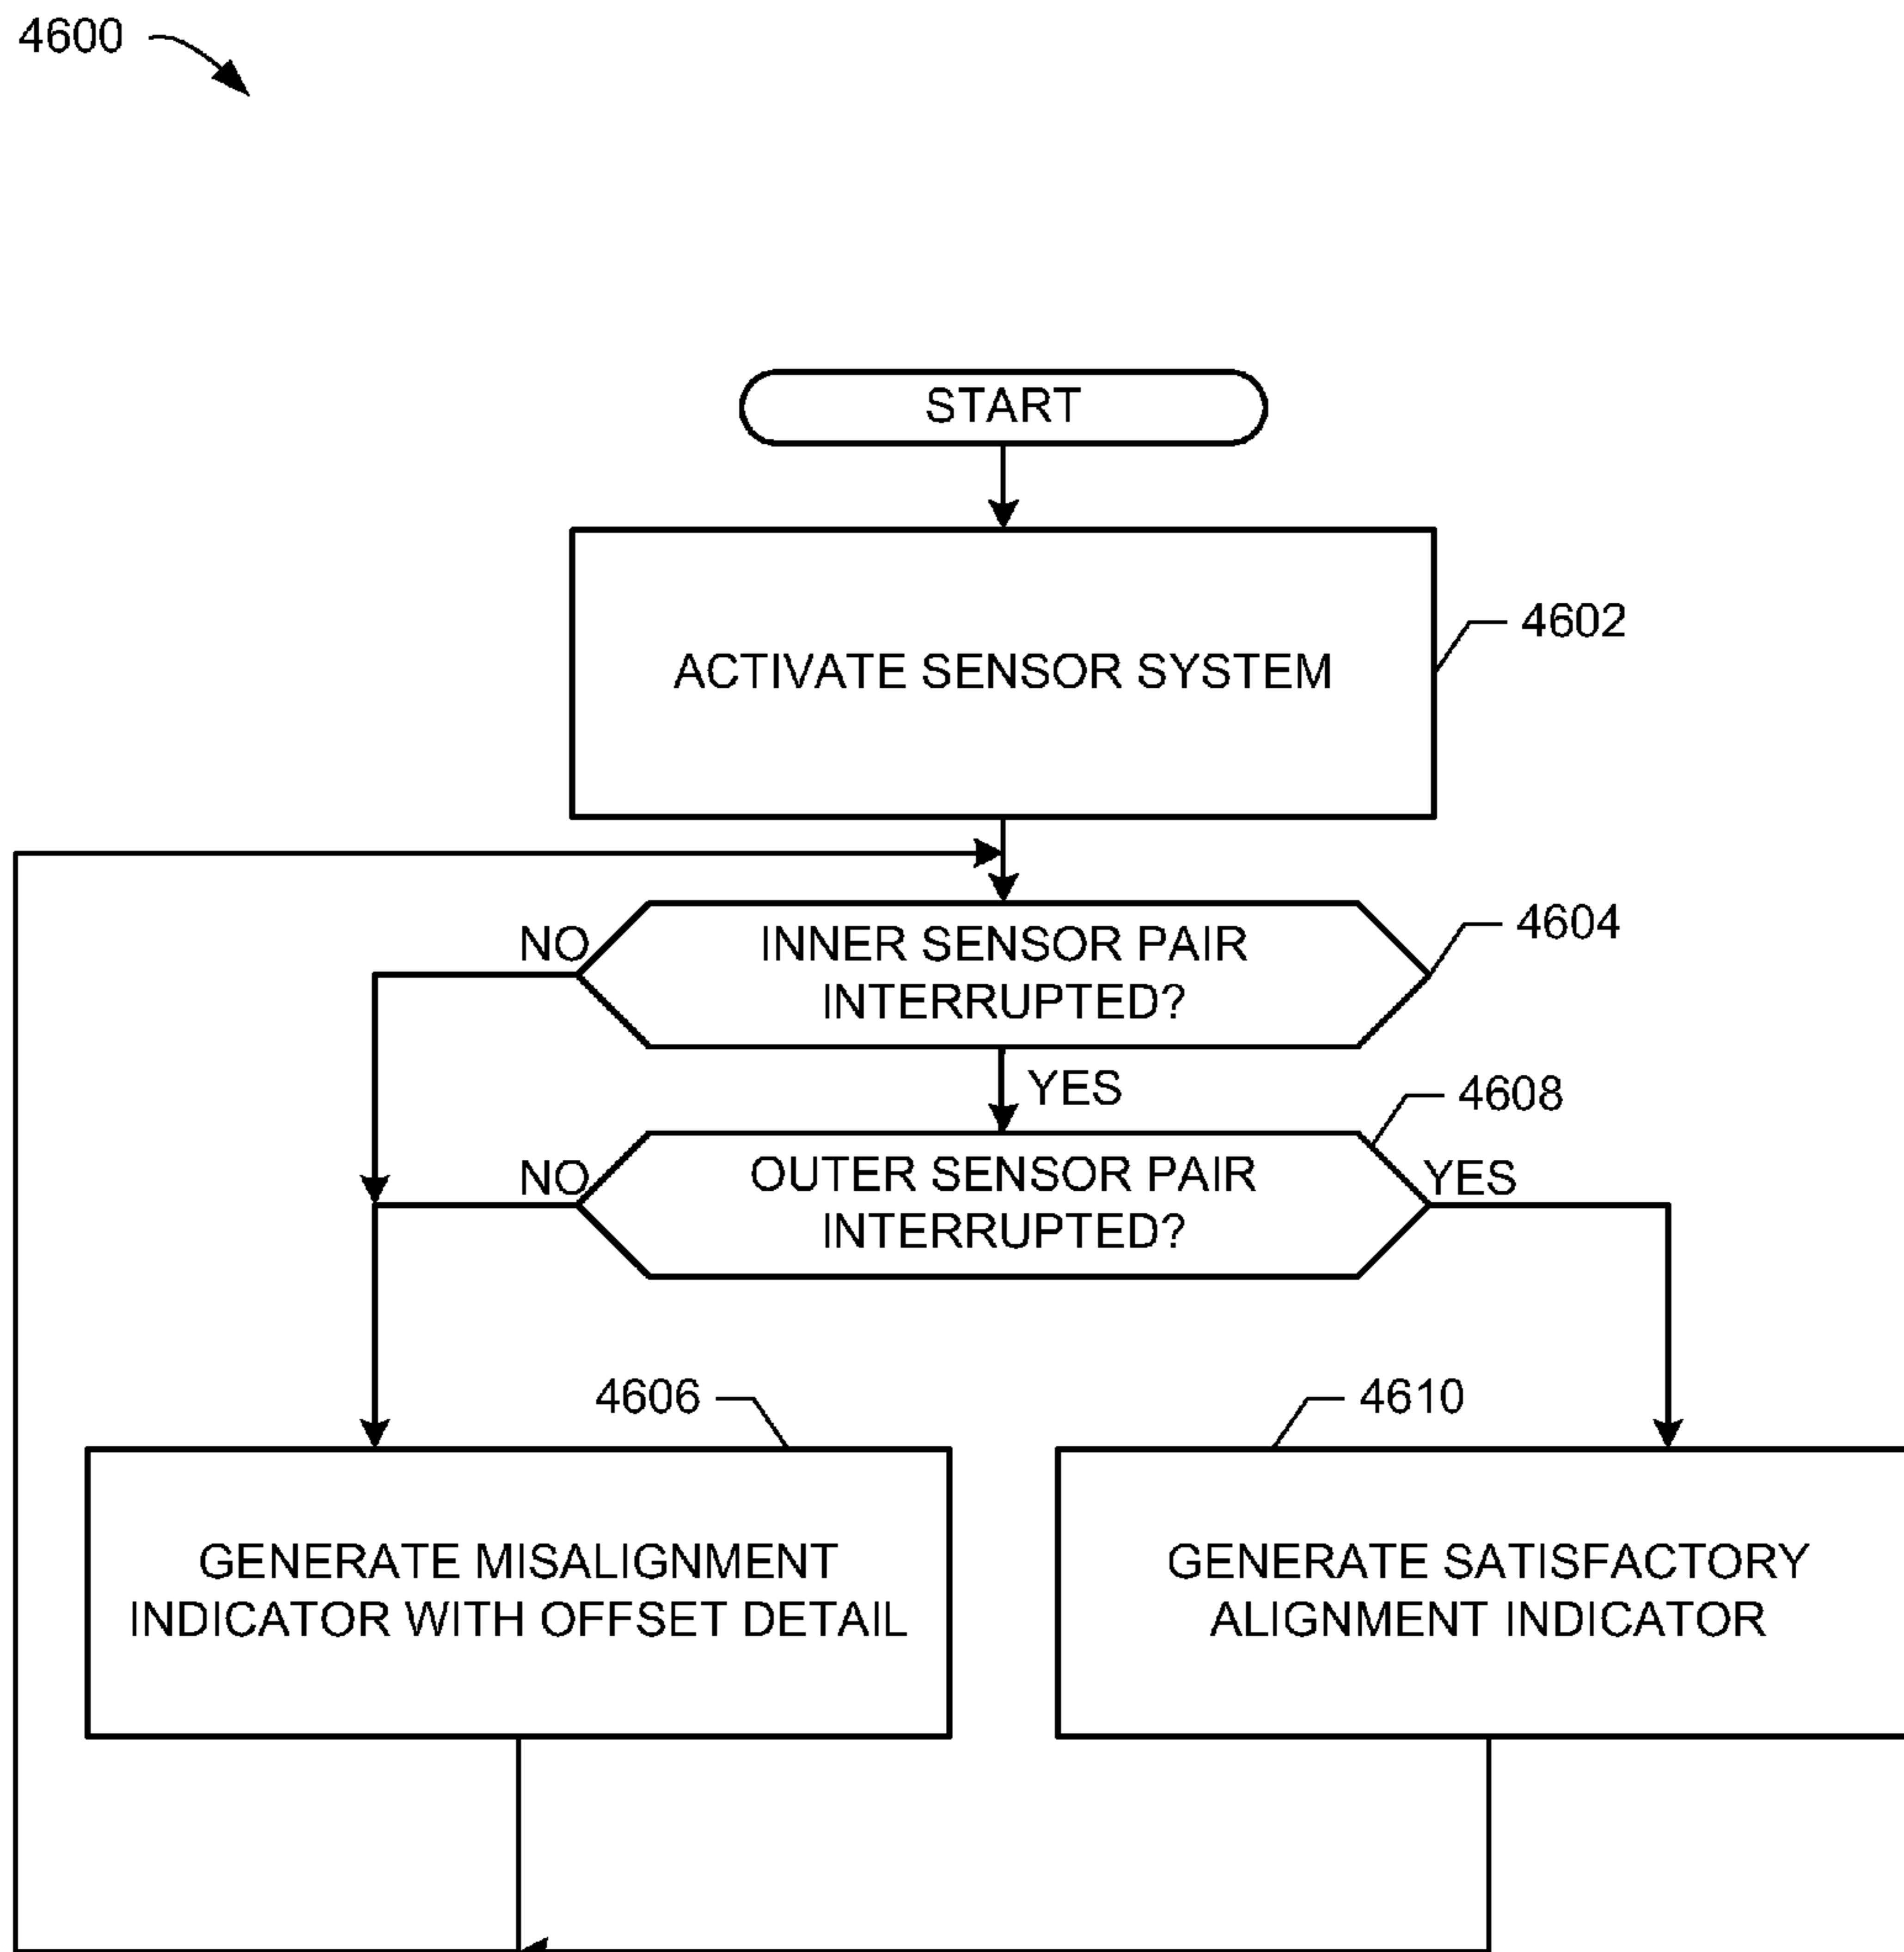 4600
START
ACTIVATE SENSOR SYSTEM
4602
NO
INNER SENSOR PAIR
INTERRUPTED?
4604
YES
4608
NO
OUTER SENSOR PAIR
INTERRUPTED?
YES
4606
4610
GENERATE MISALIGNMENT
INDICATOR WITH OFFSET DETAIL
GENERATE SATISFACTORY
ALIGNMENT INDICATOR